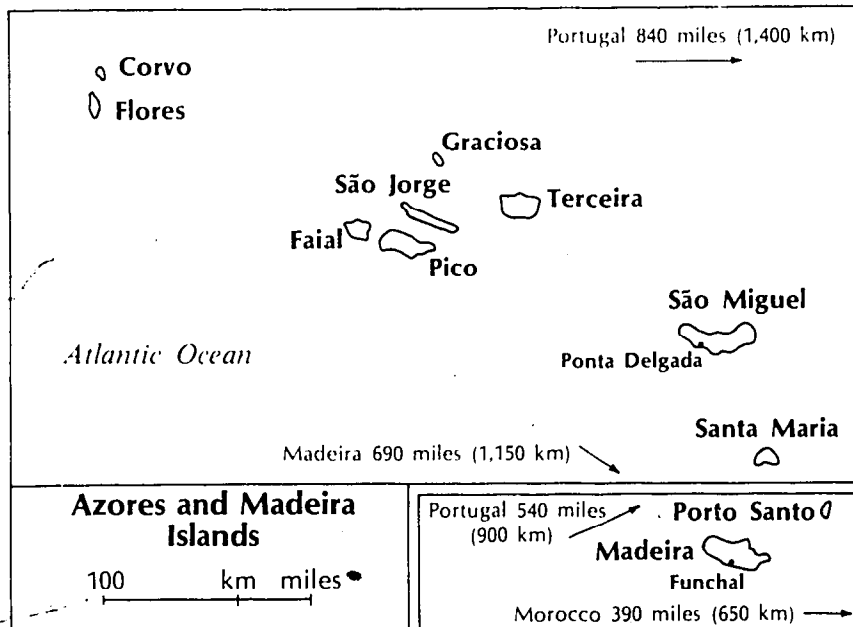 Portugal 840 miles (1,400 km)
Corvo
Flores
Graciosa
São Jorge
Terceira
Faial
Pico
São Miguel
Atlantic Ocean
Ponta Delgada
Santa Maria
Madeira 690 miles (1,150 km)
Azores and Madeira
Islands
100 km miles
Portugal 540 miles
(900 km)
Porto Santo
Madeira
Funchal
Morocco 390 miles (650 km)